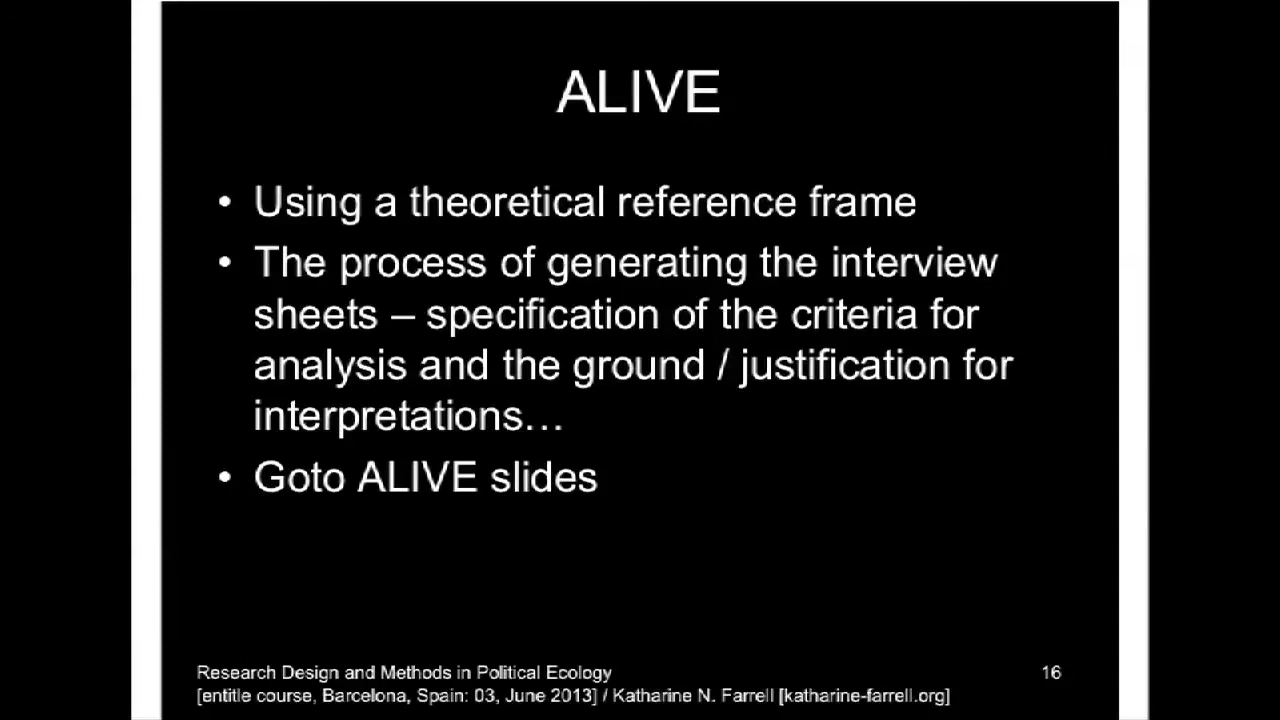 ALIVE
• Using a theoretical reference frame
• The process of generating the interview
sheets – specification of the criteria for
analysis and the ground / justification for
interpretations…
• Goto ALIVE slides
Research Design and Methods in Political Ecology
16
[entitle course, Barcelona, Spain: 03, June 2013] / Katharine N. Farrell [katharine-farrell.org]